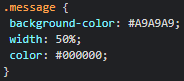 .message {
background-color: #A9A9A9;
width: 50%;
color: #000000;
}